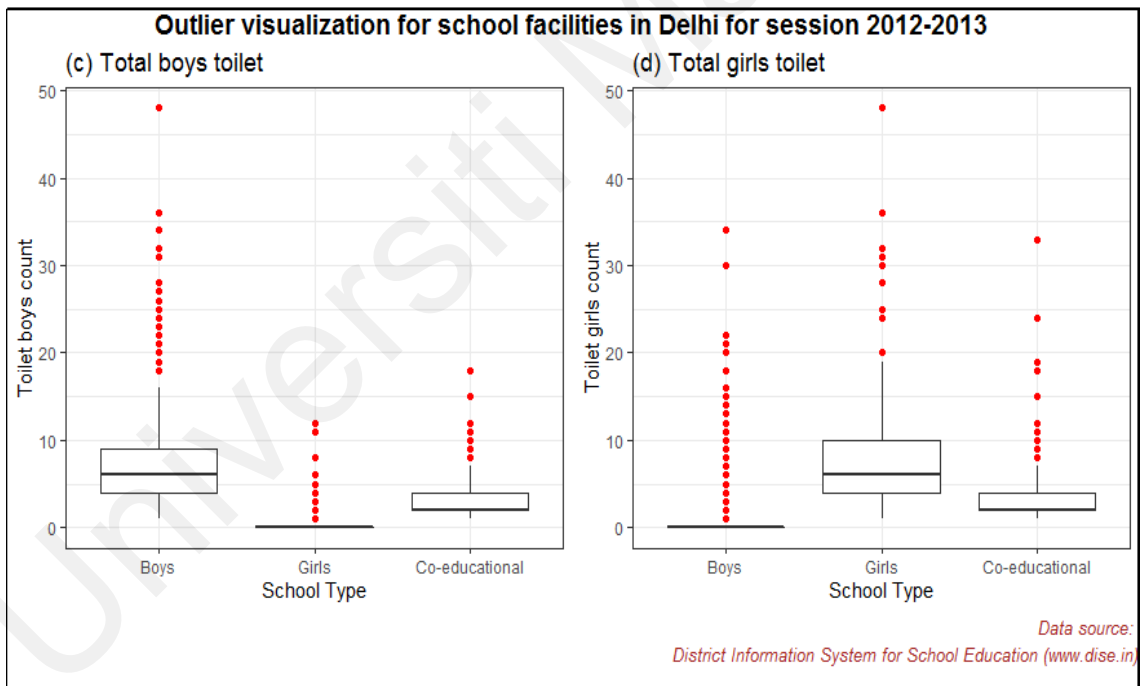 Outlier visualization for school facilities in Delhi for session 2012-2013
(c) Total boys toilet
50
40
30
20
10
0
Toilet boys count
Boys Girls Co-educational
School Type
(d) Total girls toilet
50
40
30
20
10
0
Toilet girls count
Boys Girls Co-educational
School Type
Data source:
District Information System for School Education (www.dise.in)
Universiti